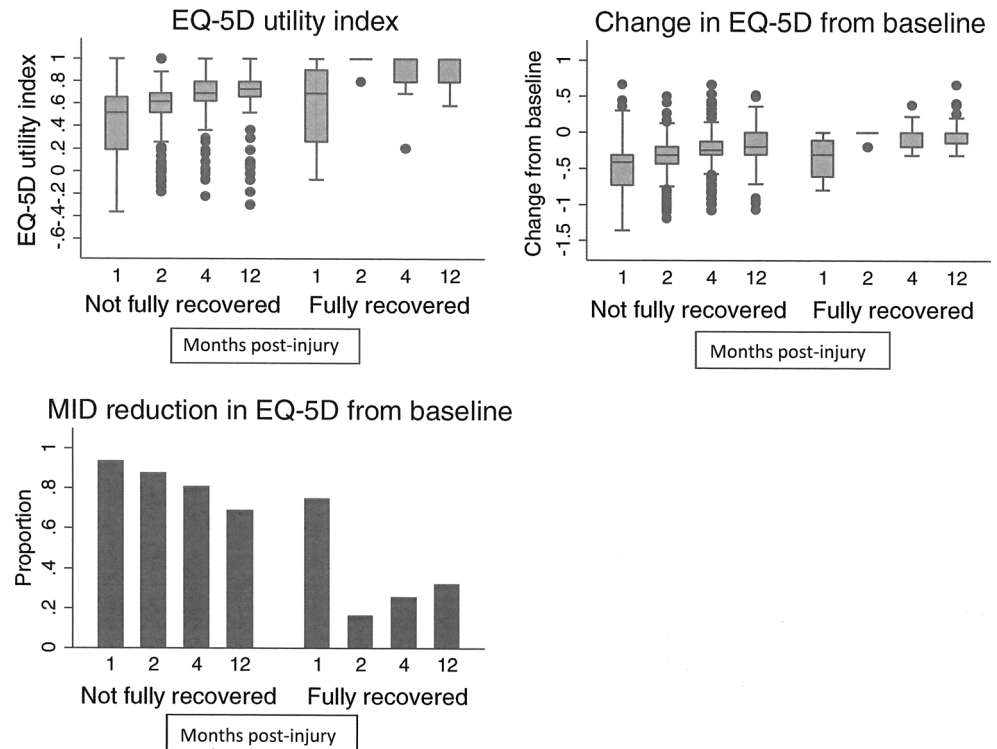 EQ-5D utility index
EQ-5D utility index
-.6-.4-.2 0 .2 .4 .6 .8 1
1 2 4 12 1 2 4 12
Not fully recovered Fully recovered
Months post-injury
Change in EQ-5D from baseline
Change from baseline
-1.5 -1 -.5 0 .5 1
1 2 4 12 1 2 4 12
Not fully recovered Fully recovered
Months post-injury
MID reduction in EQ-5D from baseline
Proportion
0 .2 .4 .6 .8 1
1 2 4 12 1 2 4 12
Not fully recovered Fully recovered
Months post-injury